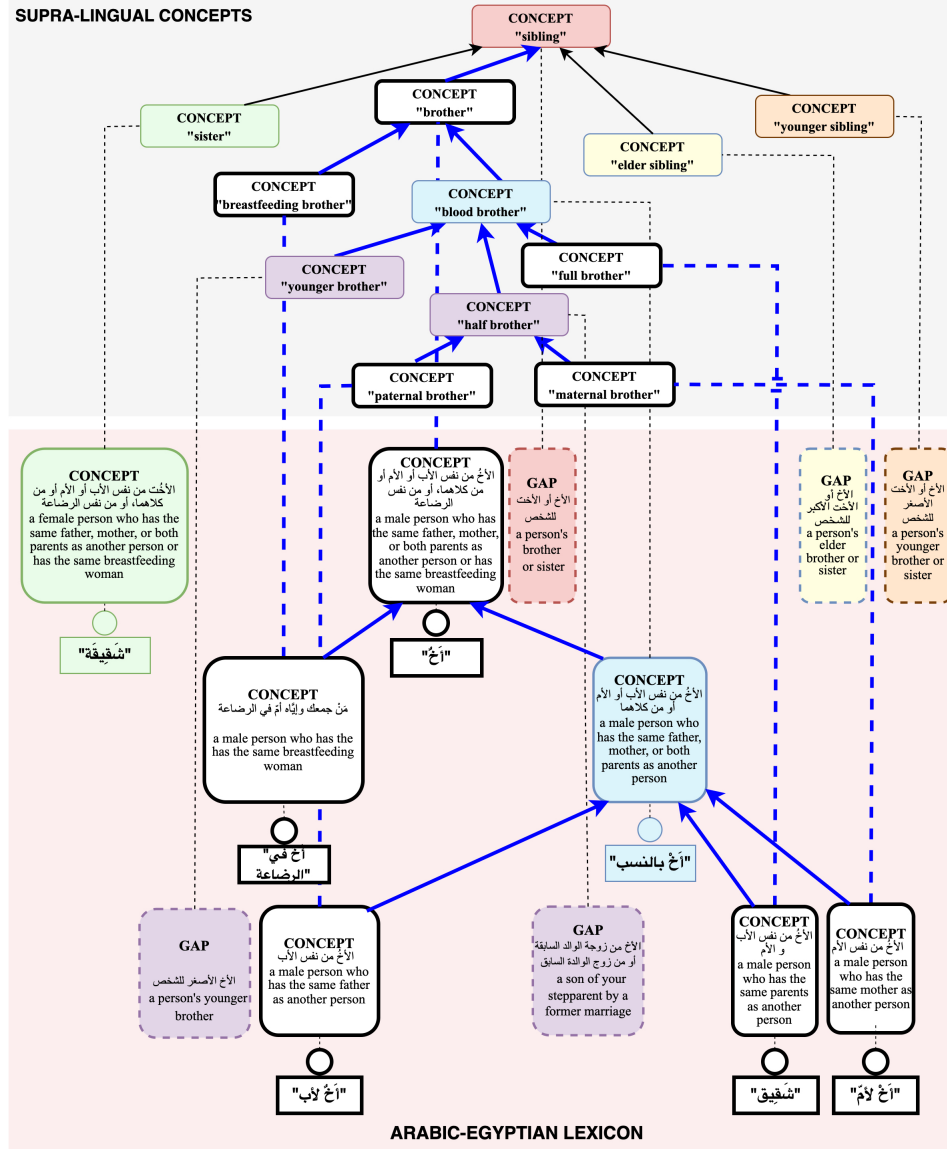 SUPRA-LINGUAL CONCEPTS
CONCEPT
"sibling"
CONCEPT
"brother"
CONCEPT
"sister"
CONCEPT
"elder sibling"
CONCEPT
"younger sibling"
CONCEPT
"breastfeeding brother"
CONCEPT
"blood brother"
CONCEPT
"younger brother"
CONCEPT
"full brother"
CONCEPT
"half brother"
CONCEPT
"paternal brother"
CONCEPT
"maternal brother"
CONCEPT
الأخْت من نفس الأب أو الأم أو من
كلاهما، أو من نفس الرضاعة
a female person who has the
same father, mother, or both
parents as another person or
has the same breastfeeding
woman
"شَقِيقَة"
CONCEPT
الأخُ من نفس الأب أو الأم أو
من كلاهما، أو من نفس
الرضاعة
a male person who has
the same father, mother,
or both parents as
another person or has
the same breastfeeding
woman
"أخٌ"
GAP
الأخ أو الأخت
للشخص
a person's
brother
or sister
GAP
الأخ أو
الأخت الأكبر
للشخص
a person's
elder
brother or
sister
GAP
الأخ أو الأخت
الأصغر
للشخص
a person's
younger
brother or
sister
CONCEPT
مَنْ جمعك وإيَّاه أمّ في الرضاعة
a male person who has the
has the same breastfeeding
woman
"أخ في
الرضاعة"
CONCEPT
الأخُ من نفس الأب أو الأم
أو من كلاهما
a male person who
has the same father,
mother, or both
parents as another
person
"أخْ بالنسب"
GAP
الأخ الأصغر للشخص
a person's younger
brother
CONCEPT
الأخُ من نفس الأب
a male person who
has the same father
as another person
"أخٌ لأب"
GAP
الأخ من زوجة الوالد السابقة
أو من زوج الوالدة السابق
a son of your
stepparent by a
former marriage
CONCEPT
الأخُ من نفس الأب
و الأم
a male person
who has the
same parents
as another
person
"شَقِيق"
CONCEPT
الأخُ من نفس الأم
a male person
who has the
same mother as
another person
"أخْ لأمّ"
ARABIC-EGYPTIAN LEXICON